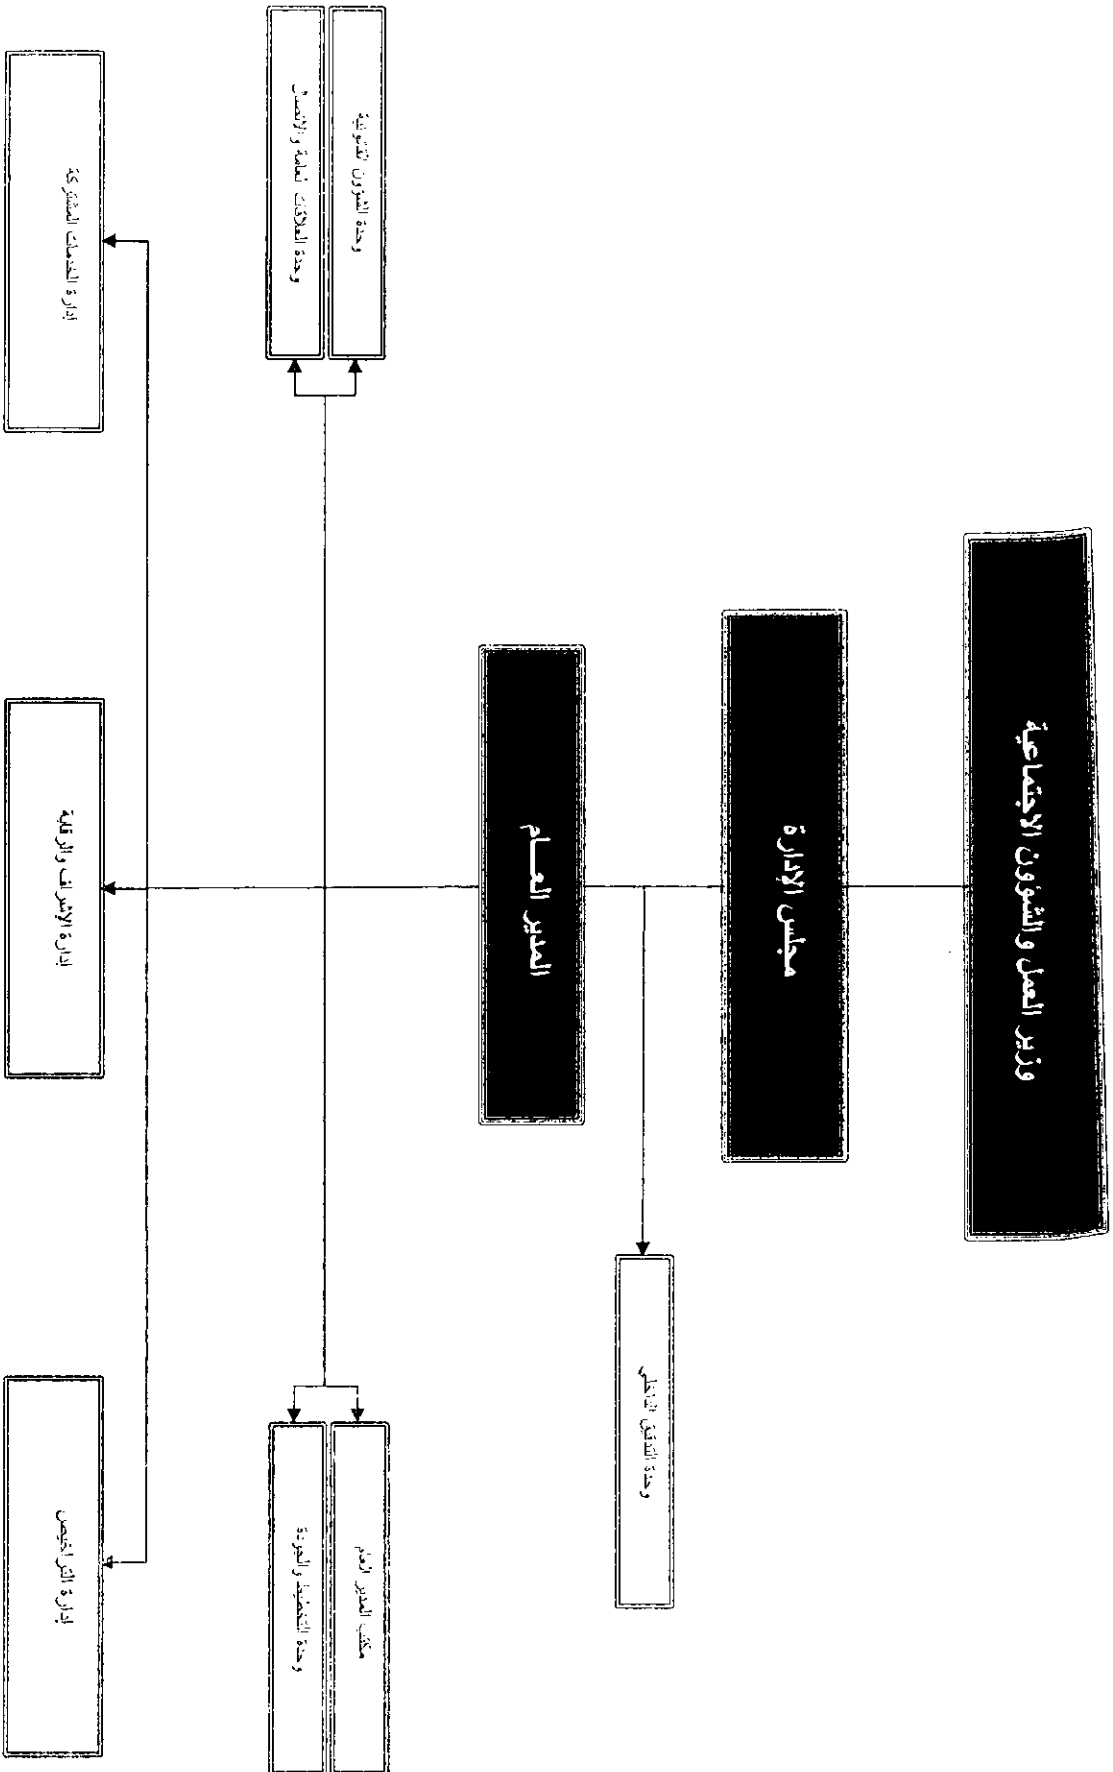 وزير العمل والشؤون الاجتماعية
مجلس الإدارة
وحدة التدقيق الداخلي
المدير العـــام
مكتب المدير العام
وحدة التخطيط والجودة
وحدة الشؤون القانونية
وحدة العلاقات العامة والاتصال
إدارة التراخيص
إدارة الإشراف والرقابة
إدارة الخدمات المشتركة